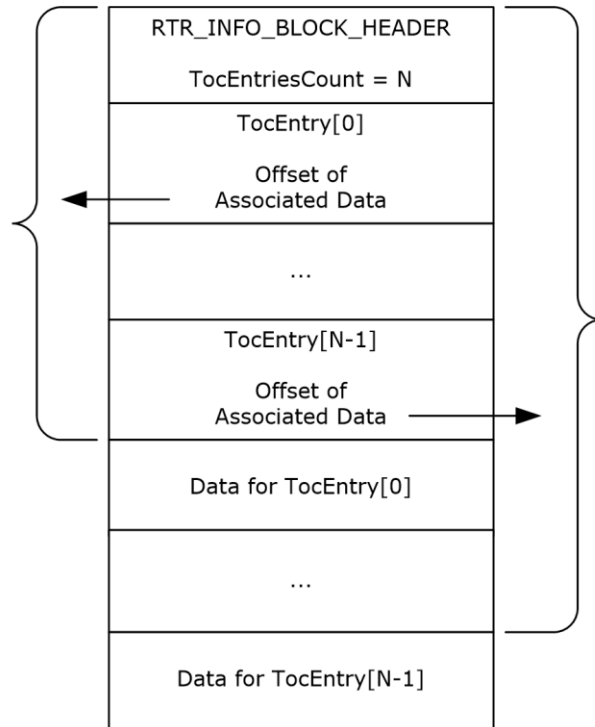 RTR_INFO_BLOCK_HEADER
TocEntriesCount = N
TocEntry[0]
Offset of
Associated Data
...
TocEntry[N-1]
Offset of
Associated Data
Data for TocEntry[0]
...
Data for TocEntry[N-1]